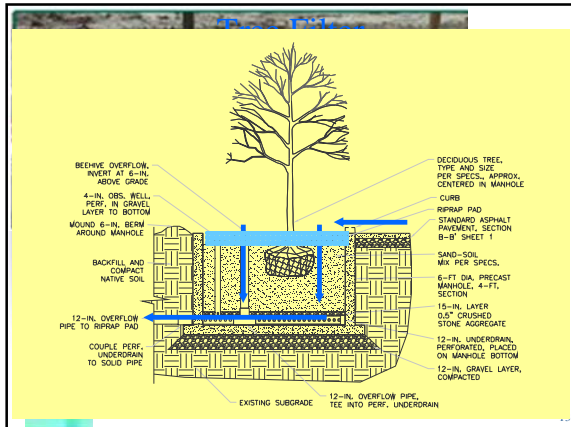 Tree Filter
BEEHIVE OVERFLOW,
INVERT AT 6-IN.
ABOVE GRADE
4-IN. OBS. WELL,
PERF. IN GRAVEL
LAYER TO BOTTOM
MOUND 6-IN. BERM
AROUND MANHOLE
BACKFILL AND
COMPACT
NATIVE SOIL
12-IN. OVERFLOW
PIPE TO RIPRAP PAD
COUPLE PERF.
UNDERDRAIN
TO SOLID PIPE
EXISTING SUBGRADE
DECIDUOUS TREE,
TYPE AND SIZE
PER SPECS., APPROX.
CENTERED IN MANHOLE
CURB
RIPRAP PAD
STANDARD ASPHALT
PAVEMENT, SECTION
B-B' SHEET 1
SAND-SOIL
MIX PER SPECS.
6-FT DIA, PRECAST
MANHOLE, 4-FT.
SECTION
15-IN. LAYER
0.5" CRUSHED
STONE AGGREGATE
12-IN. UNDERDRAIN,
PERFORATED, PLACED
ON MANHOLE BOTTOM
12-IN. GRAVEL LAYER,
COMPACTED
12-IN. OVERFLOW PIPE,
TEE INTO PERF. UNDERDRAIN